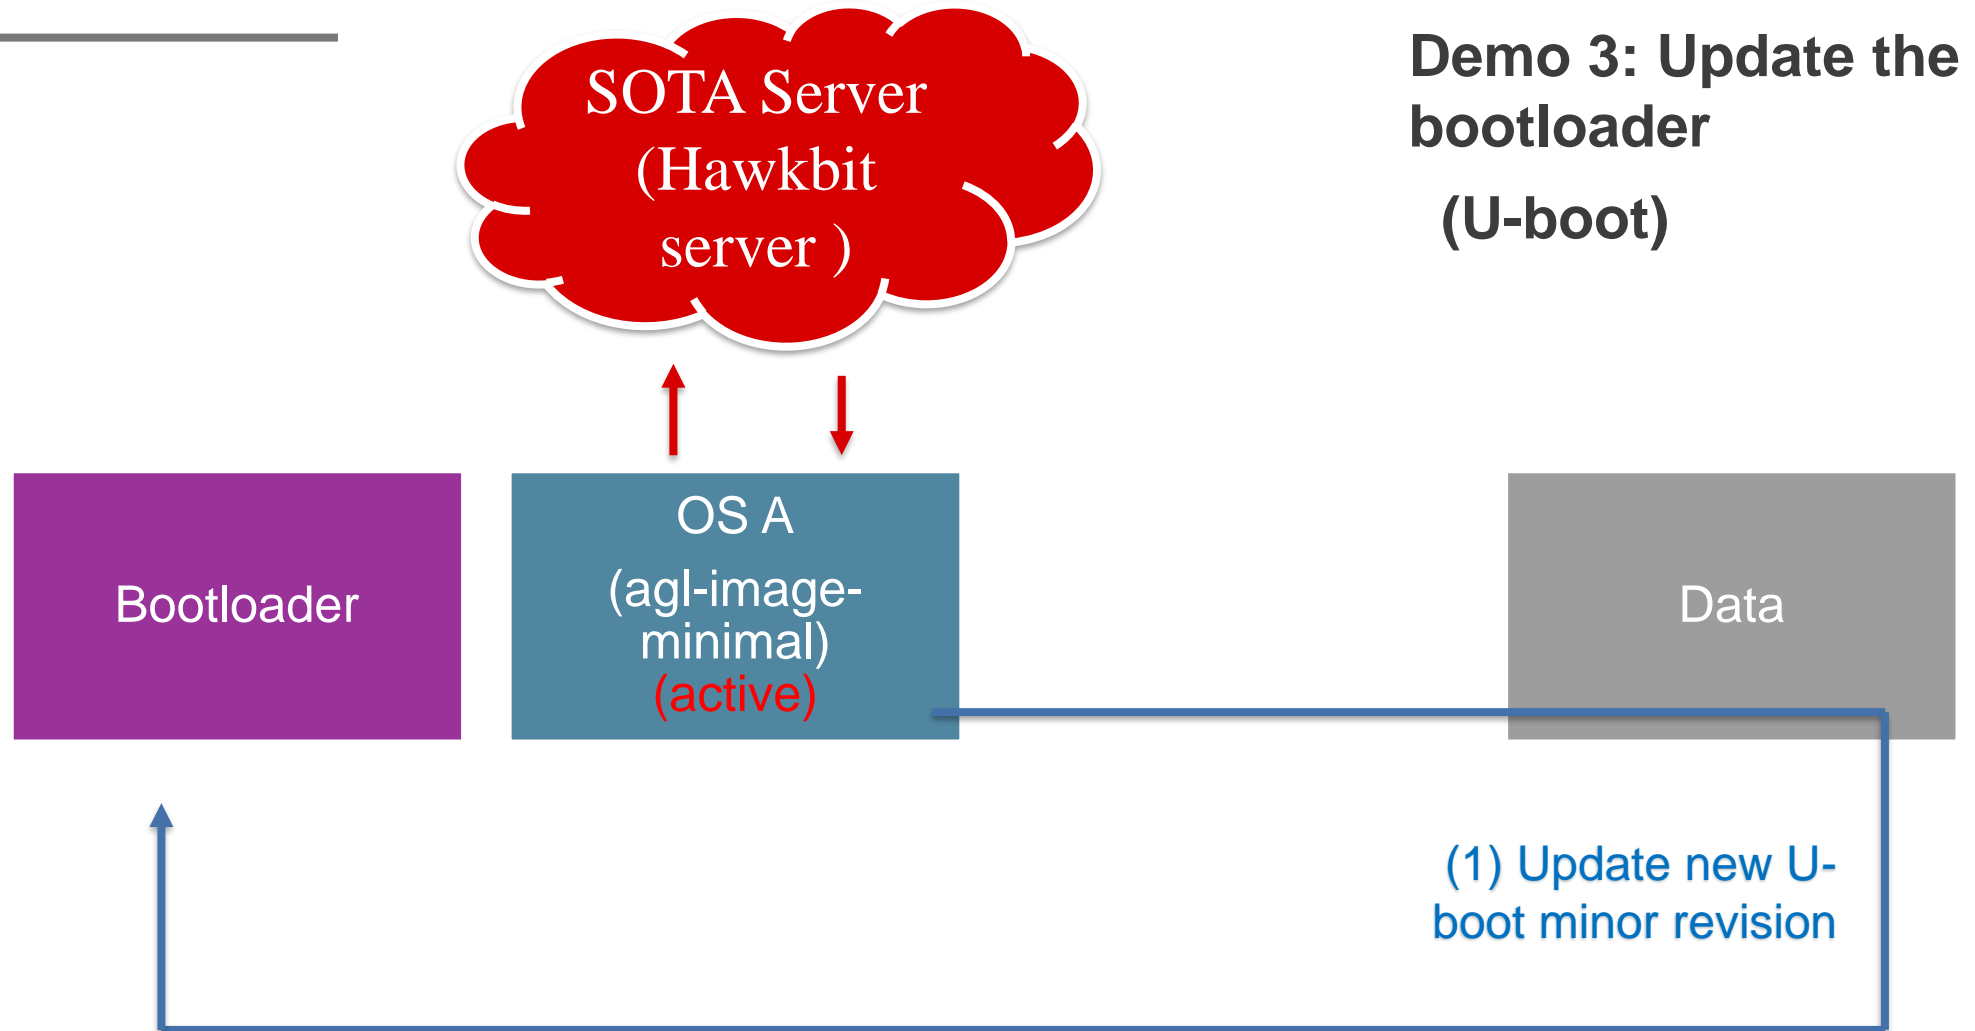 Demo 3: Update the
bootloader
(U-boot)
SOTA Server
(Hawkbit
server )
Bootloader
OS A
(agl-image-
minimal)
(active)
Data
(1) Update new U-
boot minor revision